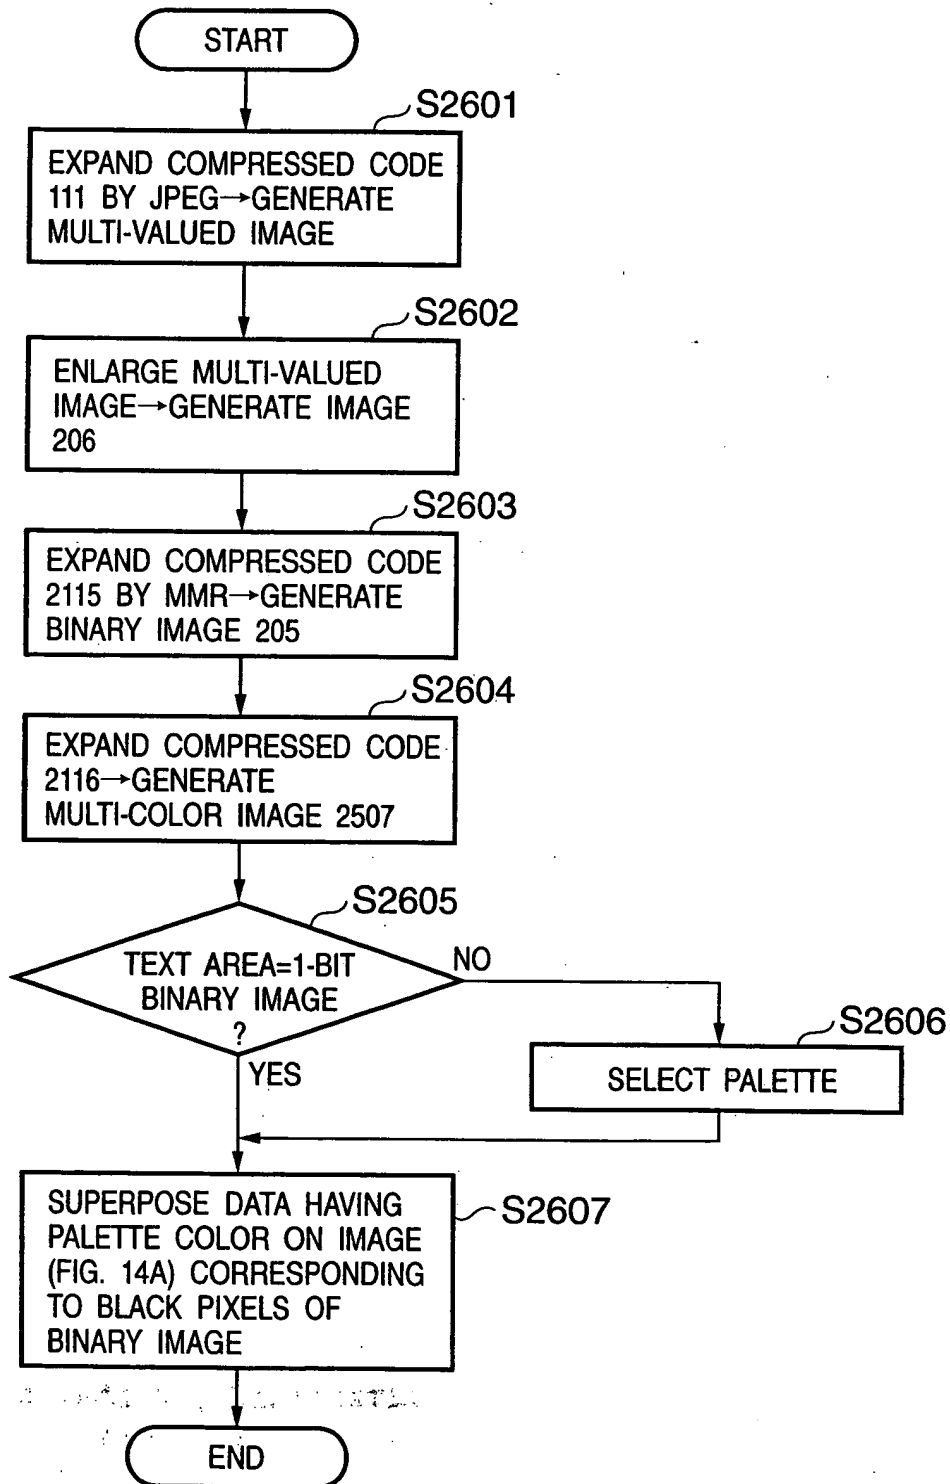 START
S2601
EXPAND COMPRESSED CODE
111 BY JPEG→GENERATE
MULTI-VALUED IMAGE
S2602
ENLARGE MULTI-VALUED
IMAGE→GENERATE IMAGE
206
S2603
EXPAND COMPRESSED CODE
2115 BY MMR→GENERATE
BINARY IMAGE 205
S2604
EXPAND COMPRESSED CODE
2116→GENERATE
MULTI-COLOR IMAGE 2507
S2605
TEXT AREA=1-BIT
BINARY IMAGE
?
NO
YES
S2606
SELECT PALETTE
S2607
SUPERPOSE DATA HAVING
PALETTE COLOR ON IMAGE
(FIG. 14A) CORRESPONDING
TO BLACK PIXELS OF
BINARY IMAGE
END